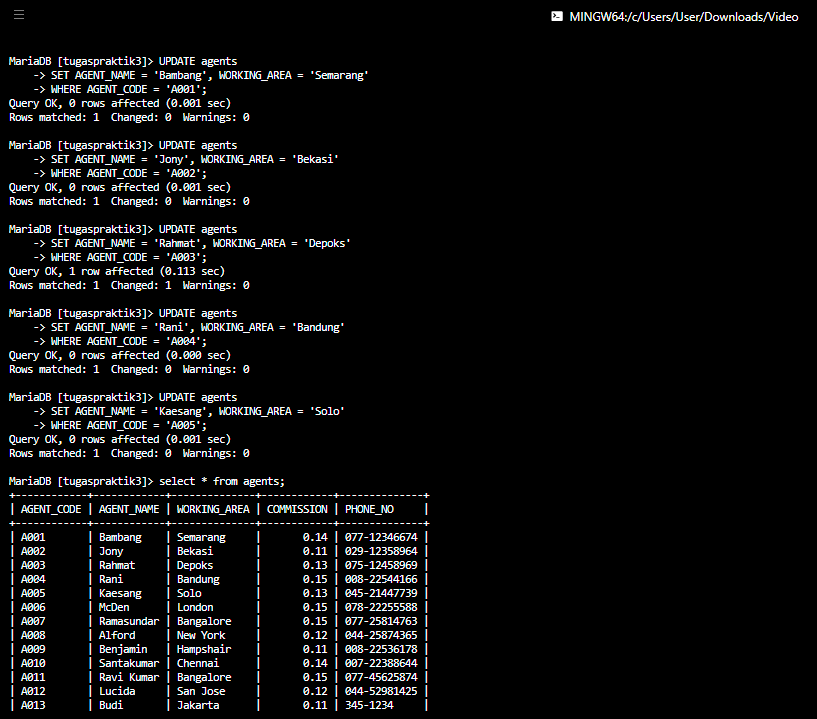 MINGW64:/c/Users/User/Downloads/Video
MariaDB [tugaspraktik3]> UPDATE agents
    -> SET AGENT_NAME = 'Bambang', WORKING_AREA = 'Semarang'
    -> WHERE AGENT_CODE = 'A001';
Query OK, 0 rows affected (0.001 sec)
Rows matched: 1  Changed: 0  Warnings: 0
MariaDB [tugaspraktik3]> UPDATE agents
    -> SET AGENT_NAME = 'Jony', WORKING_AREA = 'Bekasi'
    -> WHERE AGENT_CODE = 'A002';
Query OK, 0 rows affected (0.001 sec)
Rows matched: 1  Changed: 0  Warnings: 0
MariaDB [tugaspraktik3]> UPDATE agents
    -> SET AGENT_NAME = 'Rahmat', WORKING_AREA = 'Depoks'
    -> WHERE AGENT_CODE = 'A003';
Query OK, 1 row affected (0.113 sec)
Rows matched: 1  Changed: 1  Warnings: 0
MariaDB [tugaspraktik3]> UPDATE agents
    -> SET AGENT_NAME = 'Rani', WORKING_AREA = 'Bandung'
    -> WHERE AGENT_CODE = 'A004';
Query OK, 0 rows affected (0.000 sec)
Rows matched: 1  Changed: 0  Warnings: 0
MariaDB [tugaspraktik3]> UPDATE agents
    -> SET AGENT_NAME = 'Kaesang', WORKING_AREA = 'Solo'
    -> WHERE AGENT_CODE = 'A005';
Query OK, 0 rows affected (0.001 sec)
Rows matched: 1  Changed: 0  Warnings: 0
MariaDB [tugaspraktik3]> select * from agents;
+------------+------------+--------------+------------+--------------+
| AGENT_CODE | AGENT_NAME | WORKING_AREA | COMMISSION | PHONE_NO     |
+------------+------------+--------------+------------+--------------+
| A001       | Bambang    | Semarang     |       0.14 | 077-12346674 |
| A002       | Jony       | Bekasi       |       0.11 | 029-12358964 |
| A003       | Rahmat     | Depoks       |       0.13 | 075-12458969 |
| A004       | Rani       | Bandung      |       0.15 | 008-22544166 |
| A005       | Kaesang    | Solo         |       0.13 | 045-21447739 |
| A006       | McDen      | London       |       0.15 | 078-22255588 |
| A007       | Ramasundar | Bangalore    |       0.15 | 077-25814763 |
| A008       | Alford     | New York     |       0.12 | 044-25874365 |
| A009       | Benjamin   | Hampshair    |       0.11 | 008-22536178 |
| A010       | Santakumar | Chennai      |       0.14 | 007-22388644 |
| A011       | Ravi Kumar | Bangalore    |       0.15 | 077-45625874 |
| A012       | Lucida     | San Jose     |       0.12 | 044-52981425 |
| A013       | Budi       | Jakarta      |       0.11 | 345-1234     |